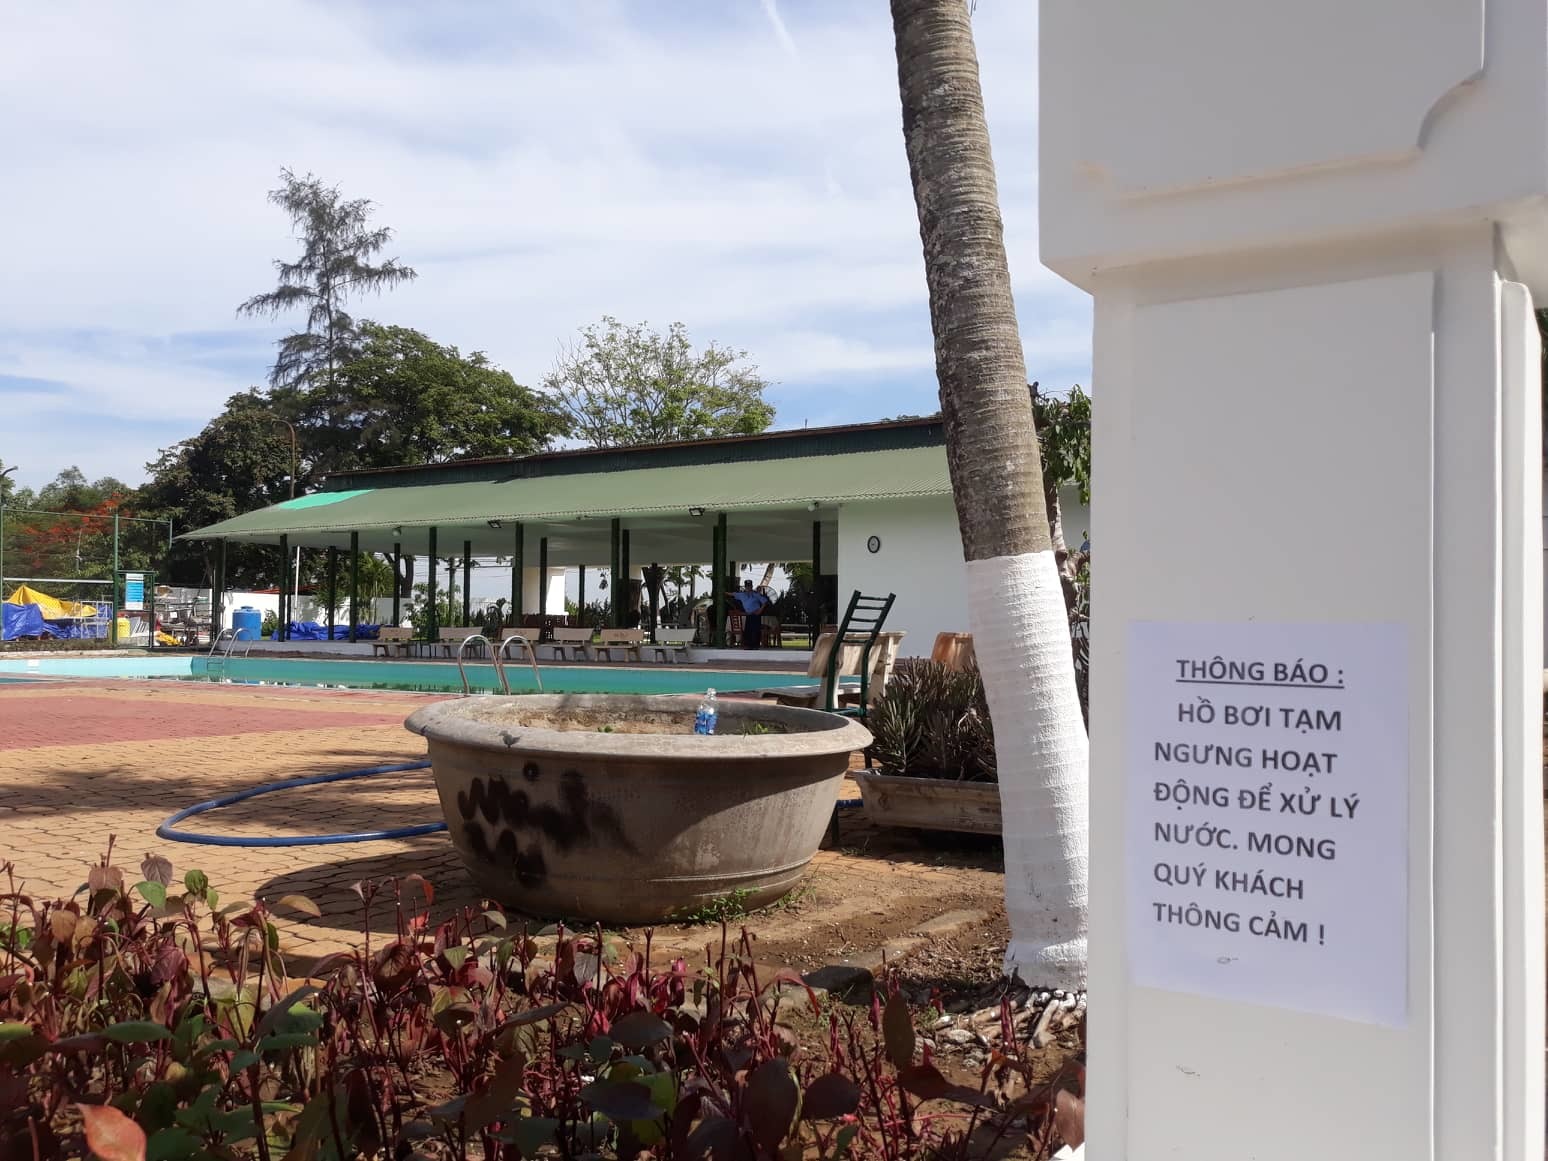 THÔNG BÁO :
HỒ BƠI TẠM
NGƯNG HOẠT
ĐỘNG ĐỂ XỬ LÝ
NƯỚC. MONG
QUÝ KHÁCH
THÔNG CẢM !